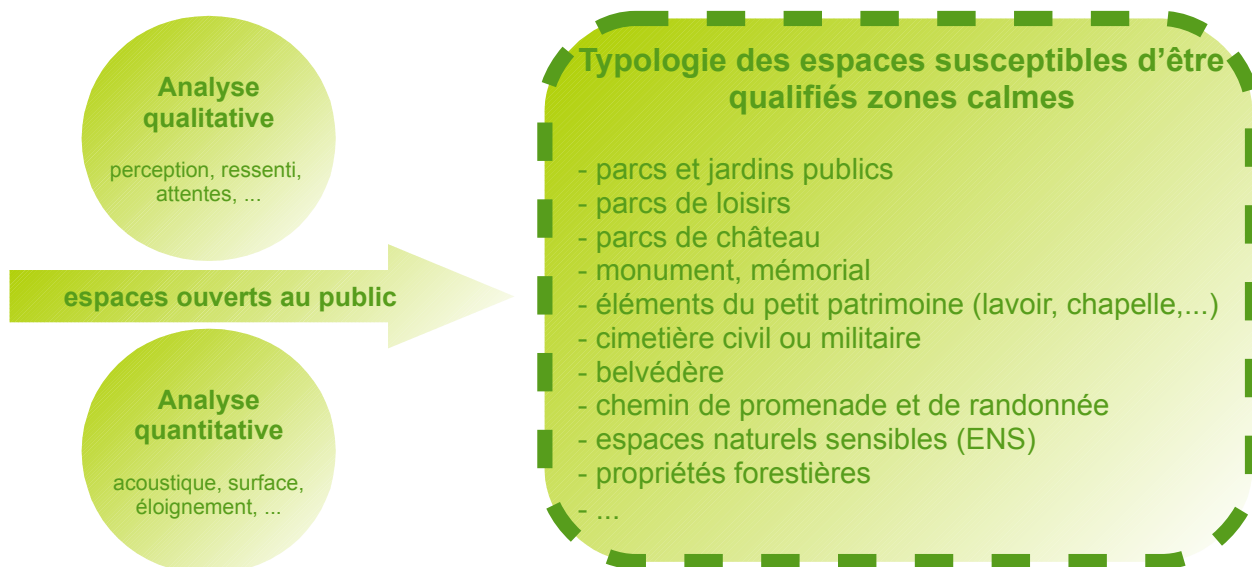 Analyse
qualitative
perception, ressenti,
attentes, ...
espaces ouverts au public
Analyse
quantitative
acoustique, surface,
éloignement, ...
Typologie des espaces susceptibles d’être
qualifiés zones calmes
- parcs et jardins publics
- parcs de loisirs
- parcs de château
- monument, mémorial
- éléments du petit patrimoine (lavoir, chapelle,...)
- cimetière civil ou militaire
- belvédère
- chemin de promenade et de randonnée
- espaces naturels sensibles (ENS)
- propriétés forestières
- ...